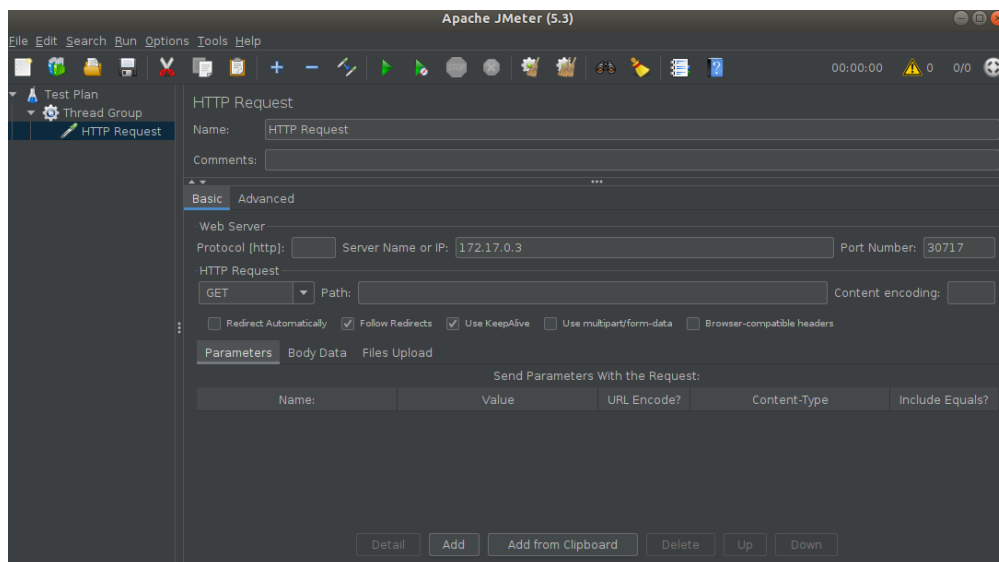 Apache JMeter (5.3)
File Edit Search Run Options Tools Help
00:00:00 0 0/0
Test Plan
Thread Group
HTTP Request
HTTP Request
Name: HTTP Request
Comments:
Basic Advanced
Web Server
Protocol [http]: Server Name or IP: 172.17.0.3 Port Number: 30717
HTTP Request
GET Path: Content encoding:
Redirect Automatically Follow Redirects Use KeepAlive Use multipart/form-data Browser-compatible headers
Parameters Body Data Files Upload
Send Parameters With the Request:
Name: Value URL Encode? Content-Type Include Equals?
Detail Add Add from Clipboard Delete Up Down